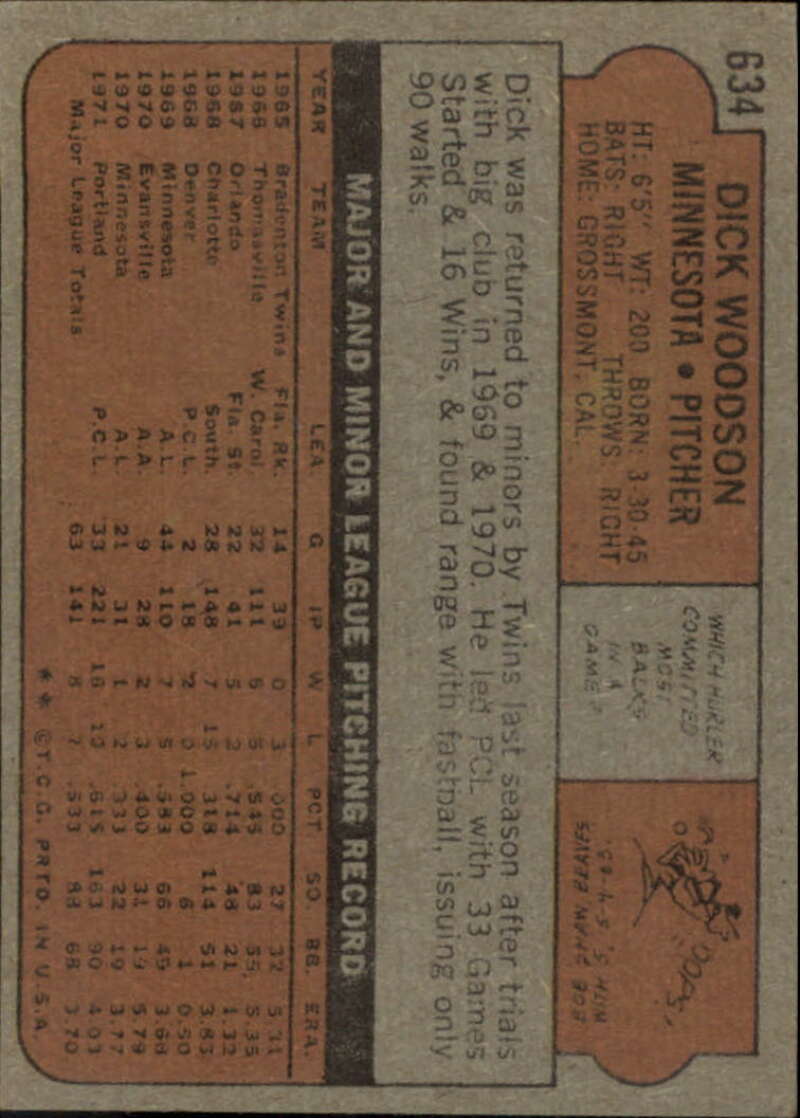 634
DICK WOODSON
MINNESOTA • PITCHER
HT: 6'5" WT: 200 BORN: 3-30-45
BATS: RIGHT THROWS: RIGHT
HOME: GROSSMONT, CAL.
WHICH HURLER
COMMITTED
MOST
BALKS
IN A
GAME?
"OOPS"
BOB SHAW BRAVES
WITH 5, 5-4-63.
Dick was returned to minors by Twins last season after trials
with big club in 1969 & 1970. He led PCL with 33 Games
Started & 16 Wins, & found range with fastball, issuing only
90 walks.
MAJOR AND MINOR LEAGUE PITCHING RECORD
YEAR TEAM LEA G IP W L PCT SO. BB. ERA.
1965 Bradenton Twins Fla. Rk. 14 39 0 3 .000 27 32 5.31
1966 Thomasville W. Carol. 32 111 6 5 .545 83 55 5.35
1967 Orlando Fla. St. 22 41 5 2 .714 48 21 1.32
1968 Charlotte South. 28 148 7 15 .318 114 51 3.83
1968 Denver P.C.L. 2 18 2 0 1.000 6 1 0.50
1969 Minnesota A.L. 44 110 7 5 .583 66 49 3.68
1970 Evansville A.A. 9 28 2 3 .400 31 19 5.79
1970 Minnesota A.L. 21 31 1 2 .333 22 19 3.77
1971 Portland P.C.L. 33 221 16 10 .615 163 90 4.03
Major League Totals 63 141 8 7 .533 88 68 3.70
** ©T.C.G. PRTD. IN U.S.A.